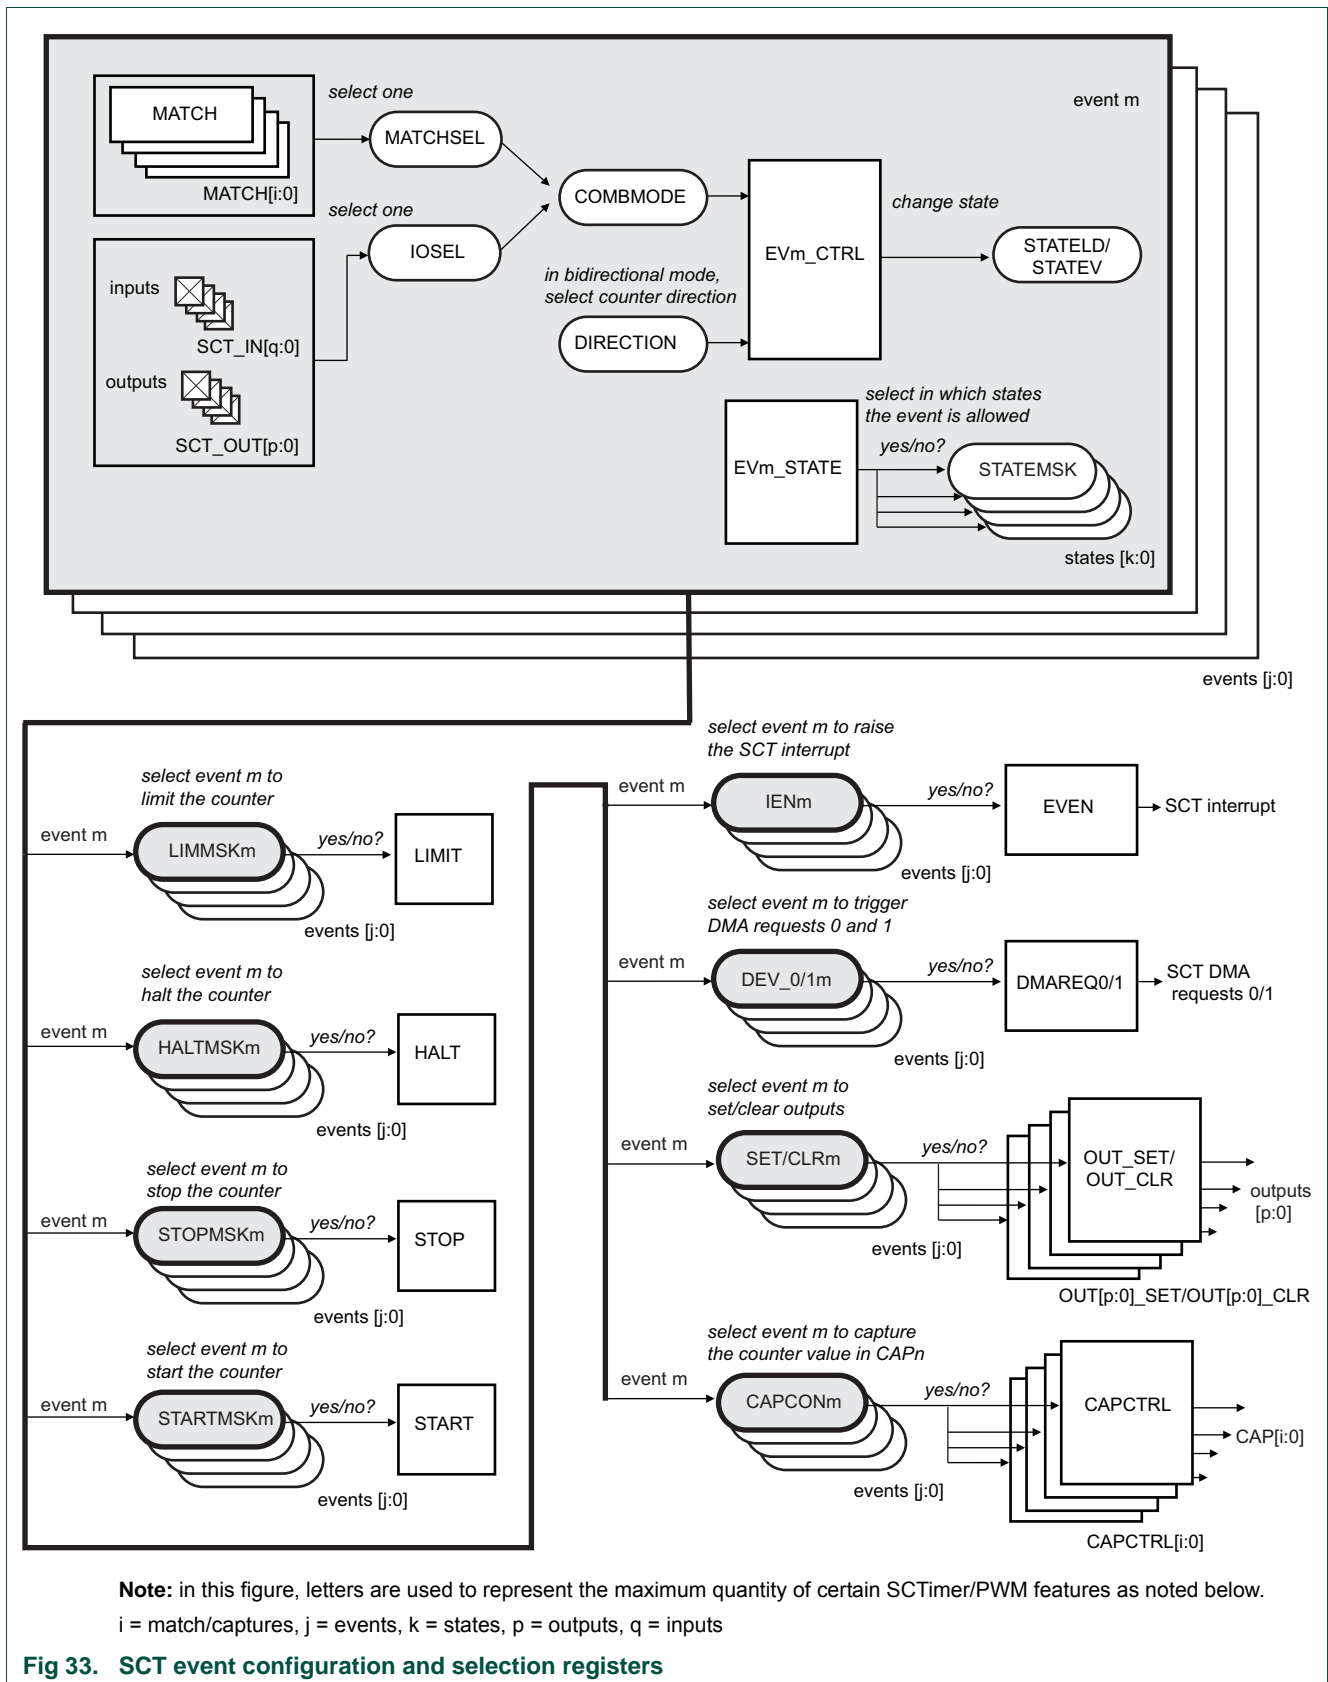 event m
select one
MATCH
MATCHSEL
MATCH[i:0]
select one
IOSEL
COMBMODE
inputs
SCT_IN[q:0]
outputs
SCT_OUT[p:0]
in bidirectional mode,
select counter direction
DIRECTION
EVm_CTRL
change state
STATELD/
STATEV
select in which states
the event is allowed
yes/no?
EVm_STATE
STATEMSK
states [k:0]
events [j:0]
select event m to
limit the counter
event m
LIMMSKm
yes/no?
LIMIT
events [j:0]
select event m to
halt the counter
event m
HALTMSKm
yes/no?
HALT
events [j:0]
select event m to
stop the counter
event m
STOPMSKm
yes/no?
STOP
events [j:0]
select event m to
start the counter
event m
STARTMSKm
yes/no?
START
events [j:0]
select event m to raise
the SCT interrupt
event m
IENm
yes/no?
EVEN
SCT interrupt
events [j:0]
select event m to trigger
DMA requests 0 and 1
event m
DEV_0/1m
yes/no?
DMAREQ0/1
SCT DMA
requests 0/1
events [j:0]
select event m to
set/clear outputs
event m
SET/CLRm
yes/no?
OUT_SET/
OUT_CLR
outputs
[p:0]
events [j:0]
OUT[p:0]_SET/OUT[p:0]_CLR
select event m to capture
the counter value in CAPn
event m
CAPCONm
yes/no?
CAPCTRL
CAP[i:0]
events [j:0]
CAPCTRL[i:0]
Note: in this figure, letters are used to represent the maximum quantity of certain SCTimer/PWM features as noted below.
i = match/captures, j = events, k = states, p = outputs, q = inputs
Fig 33. SCT event configuration and selection registers